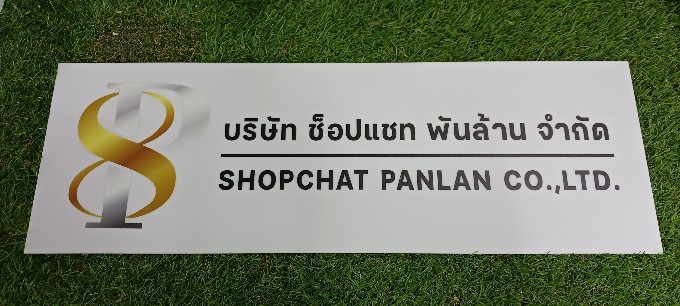 8P
บริษัท ช็อปแชท พันล้าน จำกัด
SHOPCHAT PANLAN CO.,LTD.